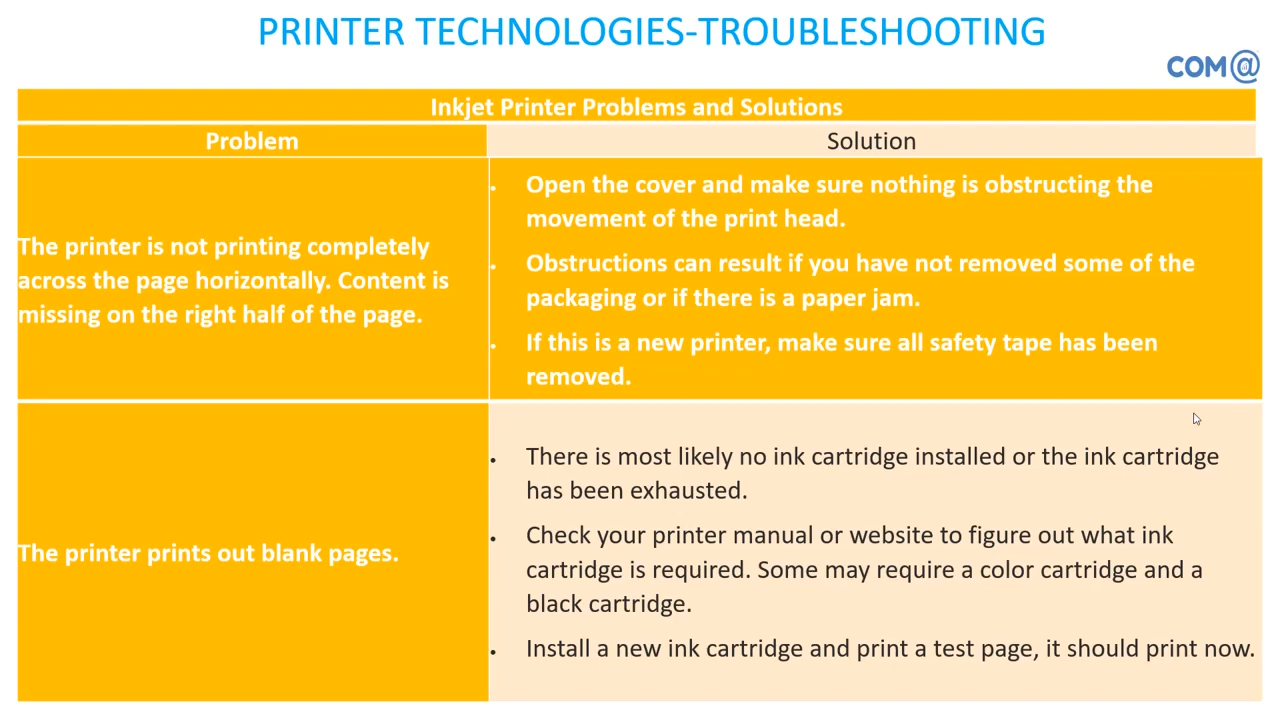 PRINTER TECHNOLOGIES-TROUBLESHOOTING
COM@
Inkjet Printer Problems and Solutions
Problem
Solution
The printer is not printing completely
across the page horizontally. Content is
missing on the right half of the page.
• Open the cover and make sure nothing is obstructing the
movement of the print head.
• Obstructions can result if you have not removed some of the
packaging or if there is a paper jam.
• If this is a new printer, make sure all safety tape has been
removed.
The printer prints out blank pages.
• There is most likely no ink cartridge installed or the ink cartridge
has been exhausted.
• Check your printer manual or website to figure out what ink
cartridge is required. Some may require a color cartridge and a
black cartridge.
• Install a new ink cartridge and print a test page, it should print now.